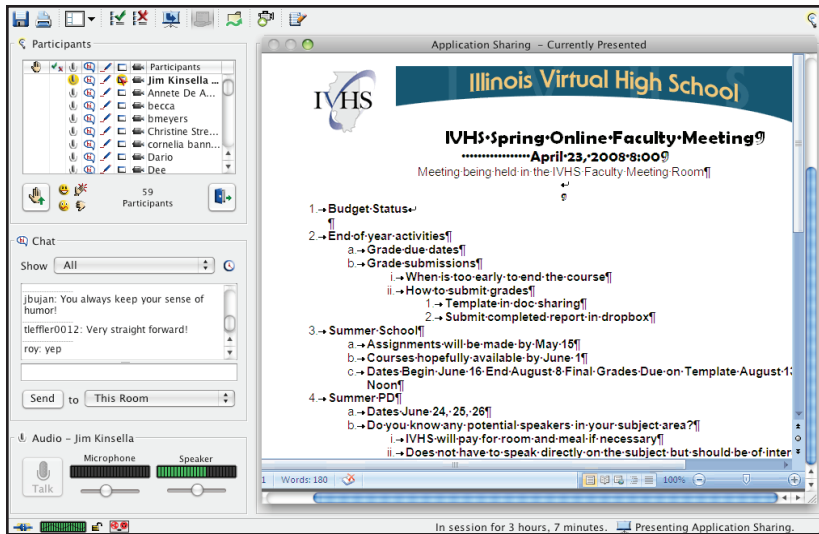 Participants
Participants
Jim Kinsella ...
Annete De A...
becca
bmeyers
Christine Stre...
cornelia bann...
Dario
Dee
59
Participants
Chat
Show All
jbujan: You always keep your sense of
humor!
tleffler0012: Very straight forward!
roy: yep
Send to This Room
Audio – Jim Kinsella
Microphone Speaker
Talk
Application Sharing – Currently Presented
IVHS
Illinois Virtual High School
IVHS·Spring·Online·Faculty·Meeting¶
·················April·23,·2008·8:00¶
Meeting·being·held·in·the·IVHS·Faculty·Meeting·Room¶
↵
¶
1.→Budget·Status↵
¶
2.→End·of·year·activities¶
a.→Grade·due·dates¶
b.→Grade·submissions¶
i.→When·is·too·early·to·end·the·course¶
ii.→How·to·submit·grades¶
1.→Template·in·doc·sharing¶
2.→Submit·completed·report·in·dropbox¶
3.→Summer·School¶
a.→Assignments·will·be·made·by·May·15¶
b.→Courses·hopefully·available·by·June·1¶
c.→Dates·Begin·June·16·End·August·8·Final·Grades·Due·on·Template·August·13
Noon¶
4.→Summer·PD¶
a.→Dates·June·24,·25,·26¶
b.→Do·you·know·any·potential·speakers·in·your·subject·area?¶
i.→IVHS·will·pay·for·room·and·meal·if·necessary¶
ii.→Does·not·have·to·speak·directly·on·the·subject·but·should·be·of·inter
1 Words: 180 100%
In session for 3 hours, 7 minutes. Presenting Application Sharing.